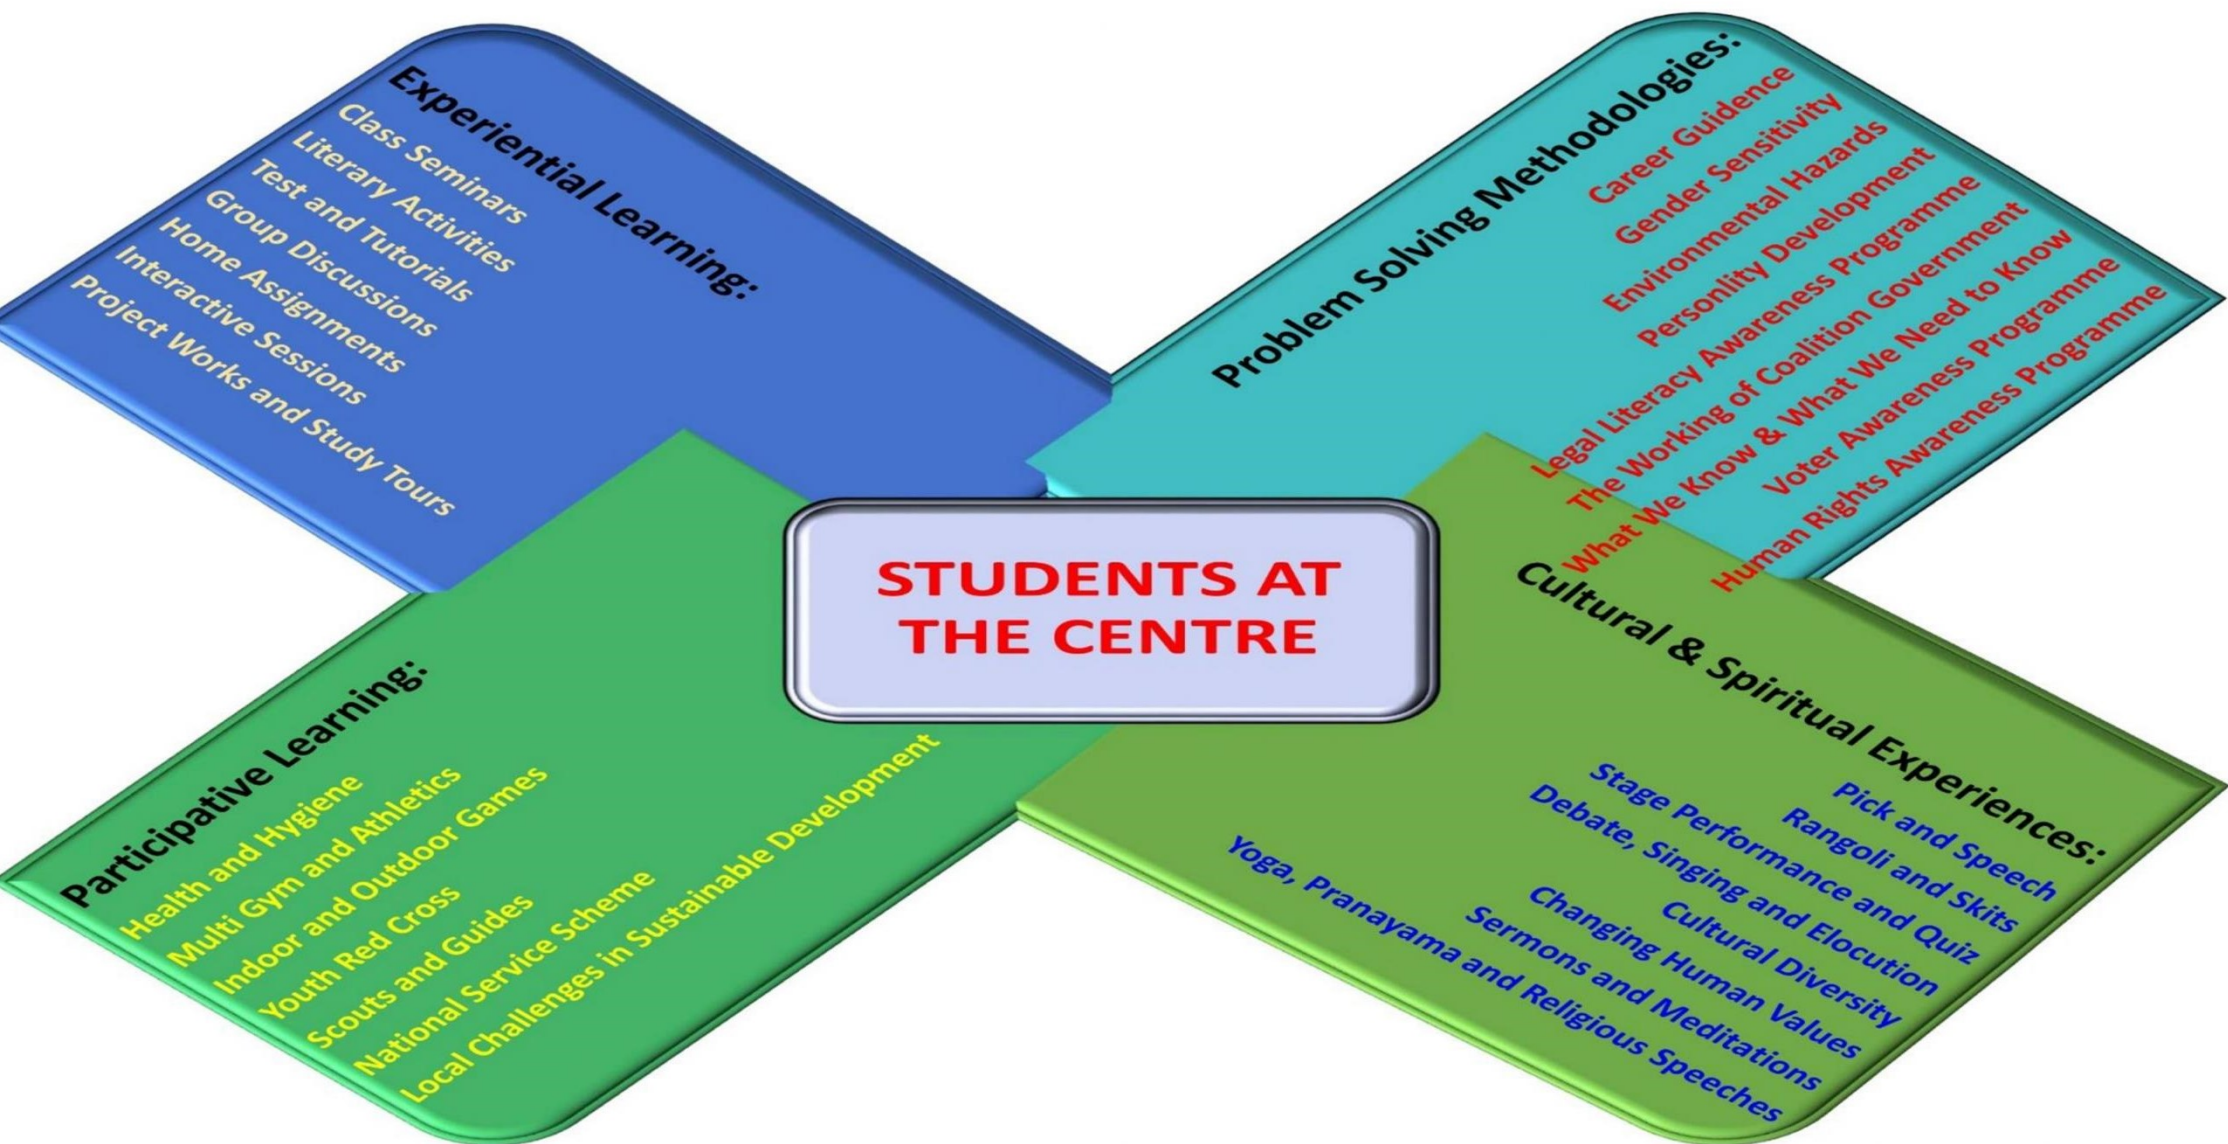 Experiential Learning:
Class Seminars
Literary Activities
Test and Tutorials
Group Discussions
Home Assignments
Interactive Sessions
Project Works and Study Tours
Problem Solving Methodologies:
Career Guidence
Gender Sensitivity
Environmental Hazards
Personlity Development
Legal Literacy Awareness Programme
The Working of Coalition Government
What We Know & What We Need to Know
Voter Awareness Programme
Human Rights Awareness Programme
STUDENTS AT
THE CENTRE
Participative Learning:
Health and Hygiene
Multi Gym and Athletics
Indoor and Outdoor Games
Youth Red Cross
Scouts and Guides
National Service Scheme
Local Challenges in Sustainable Development
Cultural & Spiritual Experiences:
Pick and Speech
Rangoli and Skits
Stage Performance and Quiz
Debate, Singing and Elocution
Cultural Diversity
Changing Human Values
Sermons and Meditations
Yoga, Pranayama and Religious Speeches